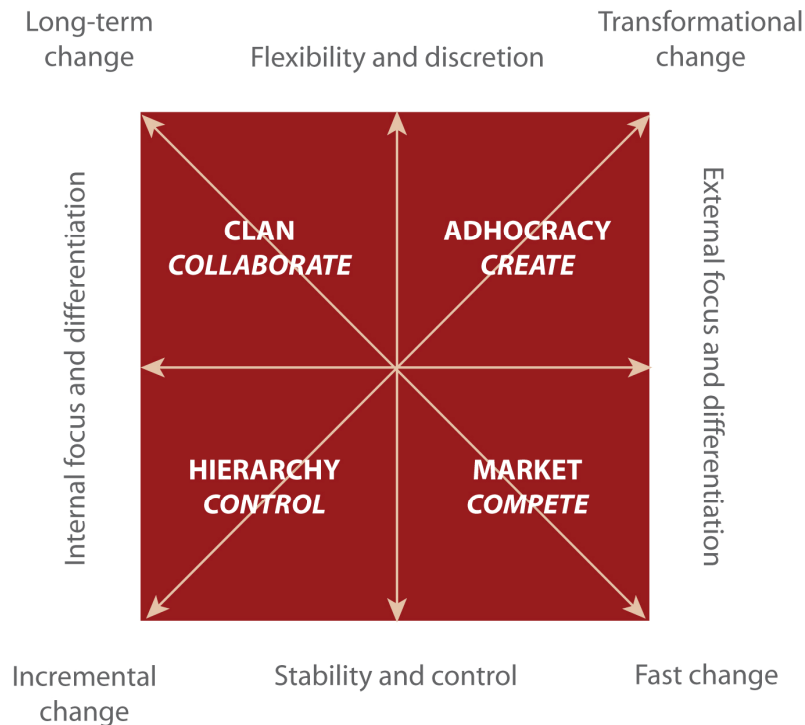 Long-term
change
Flexibility and discretion
Transformational
change
Internal focus and differentiation
CLAN
COLLABORATE
ADHOCRACY
CREATE
External focus and differentiation
HIERARCHY
CONTROL
MARKET
COMPETE
Incremental
change
Stability and control
Fast change